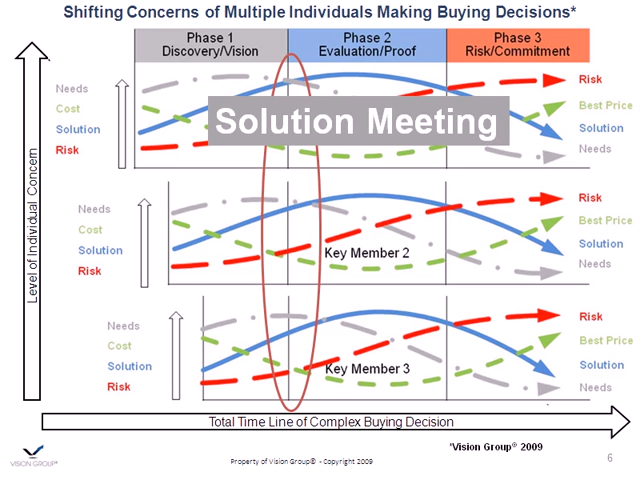 Shifting Concerns of Multiple Individuals Making Buying Decisions*
Phase 1
Discovery/Vision
Phase 2
Evaluation/Proof
Phase 3
Risk/Commitment
Level of Individual Concern
Needs
Cost
Solution
Risk
Solution Meeting
Risk
Best Price
Solution
Needs
Needs
Cost
Solution
Risk
Key Member 2
Risk
Best Price
Solution
Needs
Needs
Cost
Solution
Risk
Key Member 3
Risk
Best Price
Solution
Needs
Total Time Line of Complex Buying Decision
*Vision Group® 2009
VISION GROUP®
Property of Vision Group® - Copyright 2009
6